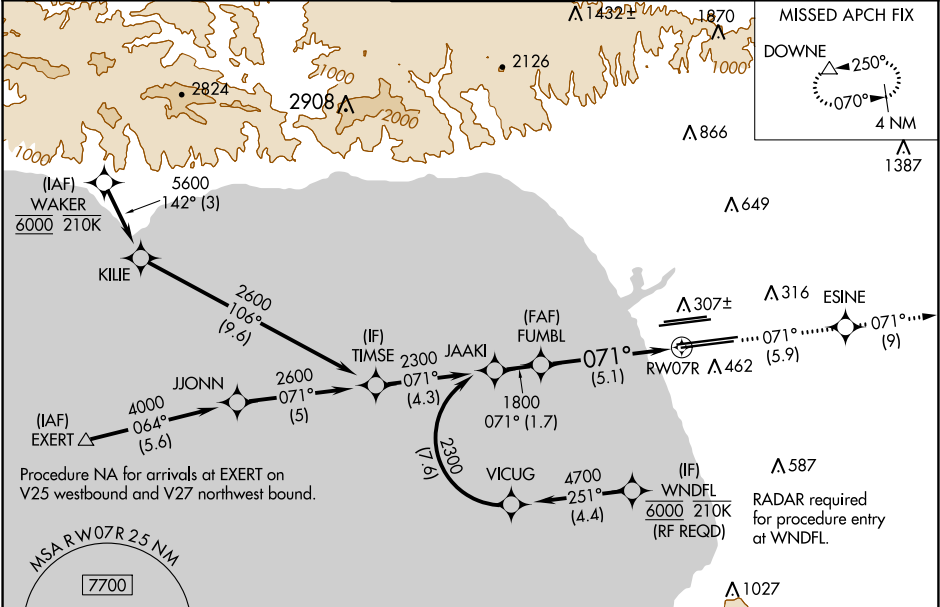 1432±
1870
MISSED APCH FIX
DOWNE
250°
070°
4 NM
1000
2126
1000
2824
2908
2000
866
1387
1000
(IAF)
WAKER
6000 210K
5600
142° (3)
649
KILIE
2600
106°
(9.6)
307±
316
ESINE
(IF)
TIMSE
2300
071°
(4.3)
JAAKI
(FAF)
FUMBL
071°
(5.1)
RW07R
462
071°
(5.9)
071°
(9)
JJONN
2600
071°
(5)
1800
071° (1.7)
(IAF)
EXERT
4000
064°
(5.6)
2300
(7.6)
VICUG
4700
251°
(4.4)
(IF)
WNDFL
6000 210K
(RF REQD)
587
RADAR required
for procedure entry
at WNDFL.
Procedure NA for arrivals at EXERT on
V25 westbound and V27 northwest bound.
MSA RW07R 25 NM
7700
1027